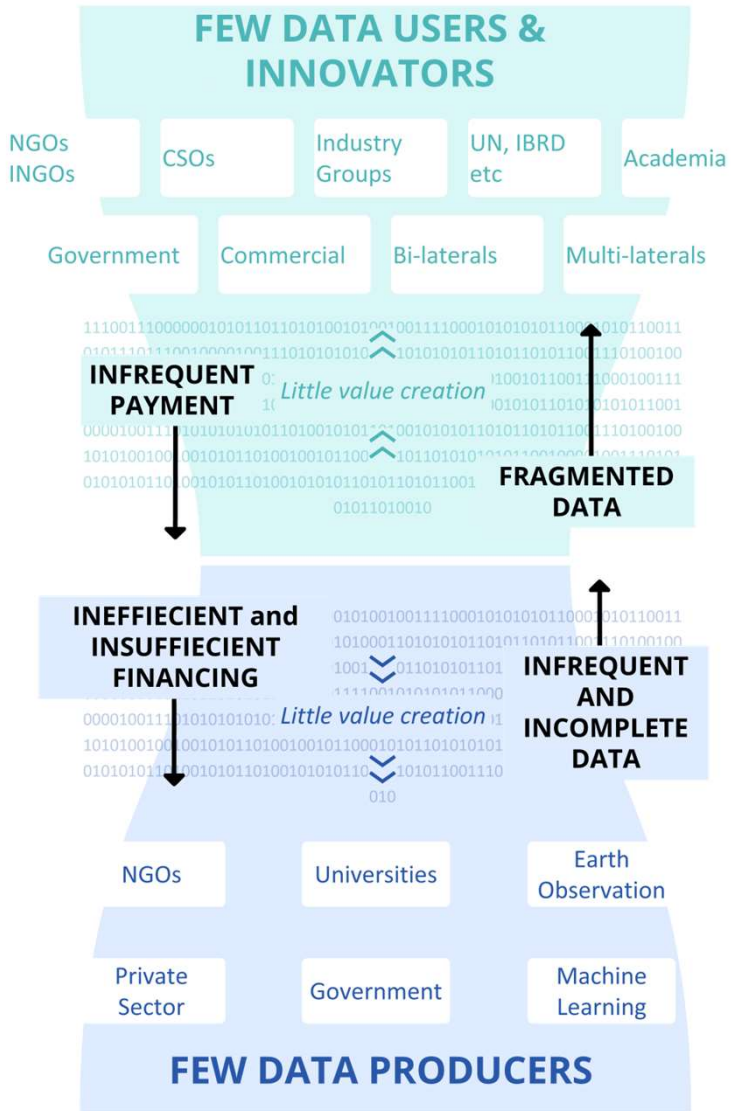 FEW DATA USERS &
INNOVATORS
NGOs
INGOs
CSOs
Industry
Groups
UN, IBRD
etc
Academia
Government
Commercial
Bi-laterals
Multi-laterals
INFREQUENT
PAYMENT
Little value creation
FRAGMENTED
DATA
01011010010
INEFFIECIENT and
INSUFFIECIENT
FINANCING
Little value creation
INFREQUENT
AND
INCOMPLETE
DATA
010
NGOs
Universities
Earth
Observation
Private
Sector
Government
Machine
Learning
FEW DATA PRODUCERS